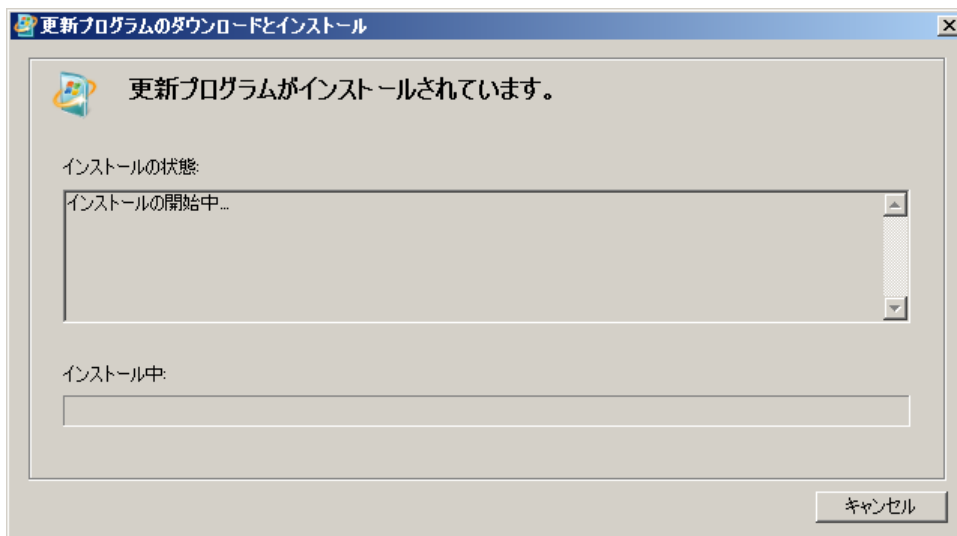 更新プログラムのダウンロードとインストール
更新プログラムがインストールされています。
インストールの状態:
インストールの開始中...
インストール中:
キャンセル